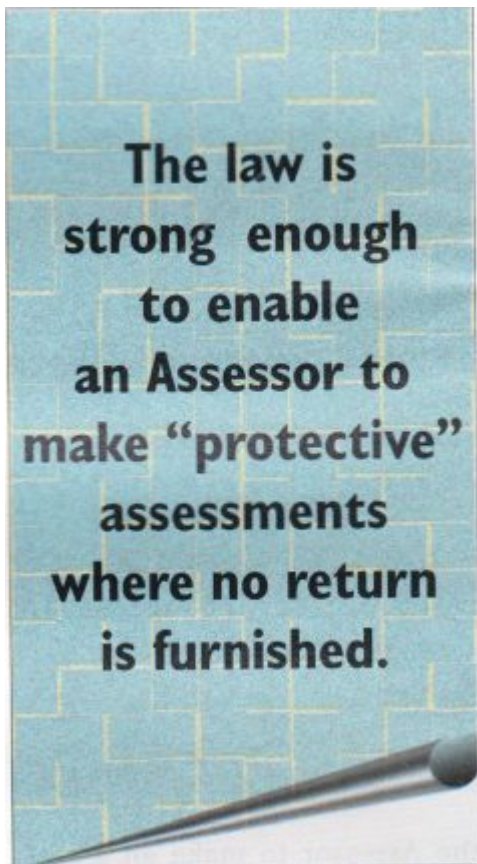 The law is
strong enough
to enable
an Assessor to
make “protective”
assessments
where no return
is furnished.